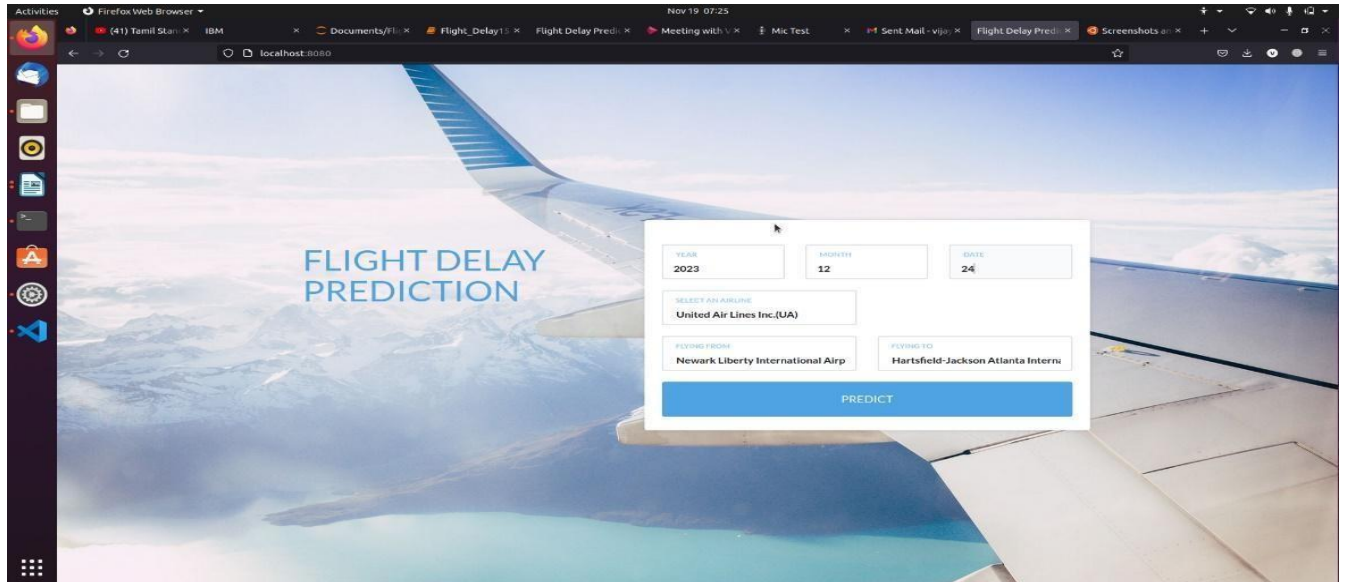 Activities
Firefox Web Browser
Nov 19 07:25
(41) Tamil Stan
IBM
Documents/Fli
Flight_Delay1
Flight Delay Predi
Meeting with V
Mic Test
Sent Mail - vijay
Flight Delay Predi
Screenshots an
localhost:8080
FLIGHT DELAY
PREDICTION
YEAR
2023
MONTH
12
DATE
24
SELECT AN AIRLINE
United Air Lines Inc.(UA)
FLYING FROM
Newark Liberty International Airp
FLYING TO
Hartsfield-Jackson Atlanta Interna
PREDICT